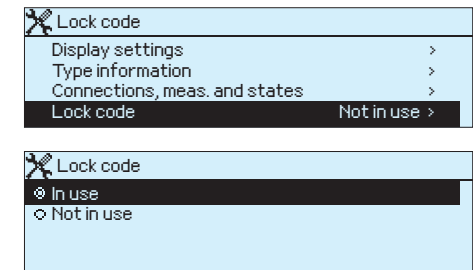 Lock code
Display settings >
Type information >
Connections, meas. and states >
Lock code Not in use >
Lock code
In use
Not in use